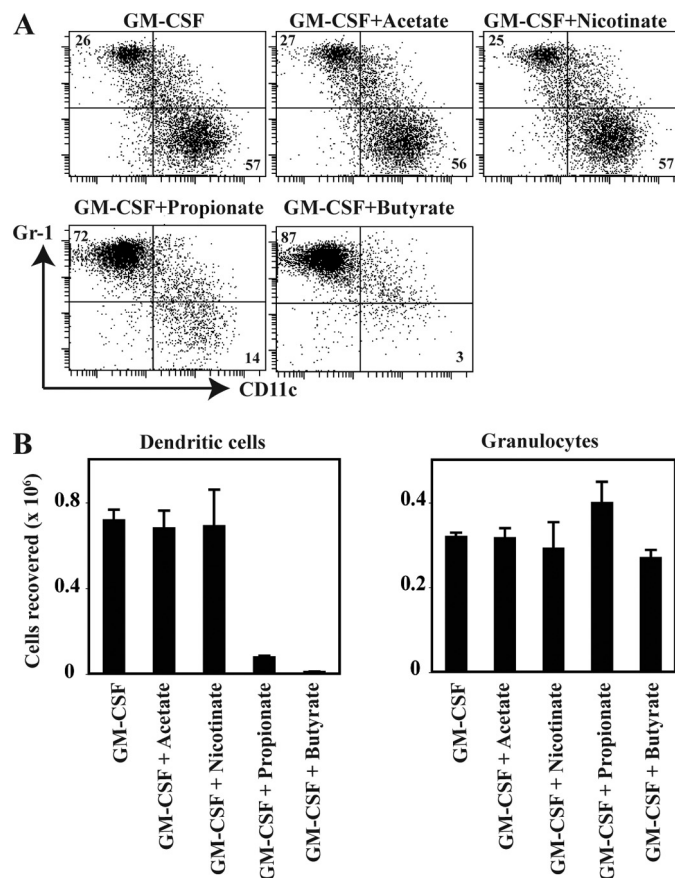 A
GM-CSF
GM-CSF+Acetate
GM-CSF+Nicotinate
26
57
27
56
25
57
GM-CSF+Propionate
GM-CSF+Butyrate
Gr-1
72
14
87
3
CD11c
B
Dendritic cells
Granulocytes
Cells recovered (x 10⁶)
0.8
0.4
0
0.4
0.2
0
GM-CSF
GM-CSF + Acetate
GM-CSF + Nicotinate
GM-CSF + Propionate
GM-CSF + Butyrate
GM-CSF
GM-CSF + Acetate
GM-CSF + Nicotinate
GM-CSF + Propionate
GM-CSF + Butyrate